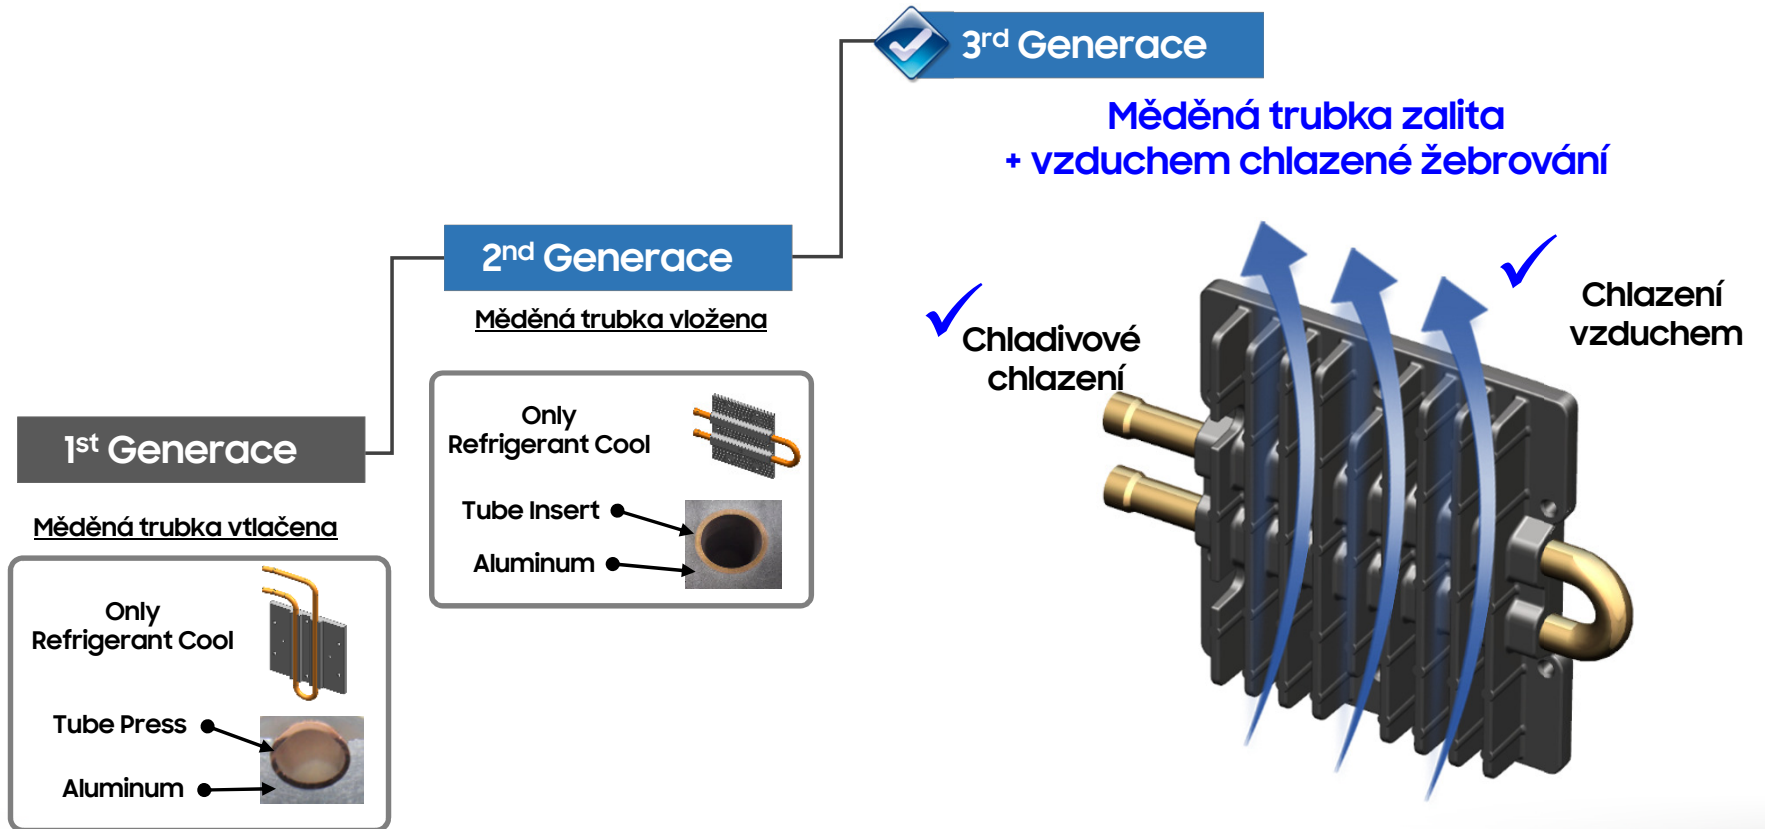 3rd Generace
Měděná trubka zalita
+ vzduchem chlazené žebrování
2nd Generace
Měděná trubka vložena
Only
Refrigerant Cool
Tube Insert
Aluminum
1st Generace
Měděná trubka vtlačena
Only
Refrigerant Cool
Tube Press
Aluminum
Chladivové
chlazení
Chlazení
vzduchem